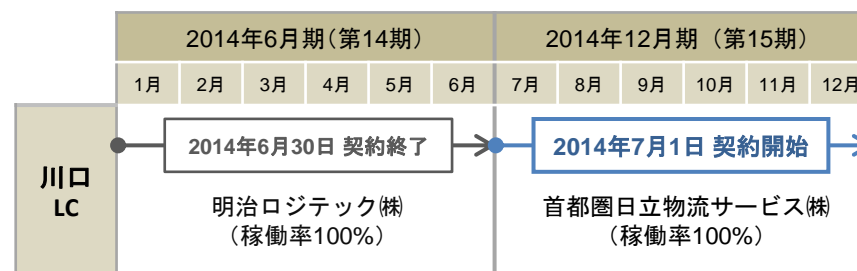 2014年6月期（第14期）
2014年12月期（第15期）
1月 2月 3月 4月 5月 6月 7月 8月 9月 10月 11月 12月
川口
LC
2014年6月30日 契約終了
2014年7月1日 契約開始
明治ロジテック㈱
（稼働率100%）
首都圏日立物流サービス㈱
（稼働率100%）